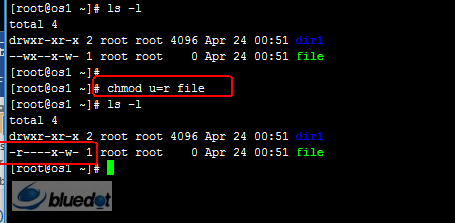 [root@os1 ~]# ls -l
total 4
drwxr-xr-x 2 root root 4096 Apr 24 00:51 dir1
--wx--x-w- 1 root root    0 Apr 24 00:51 file
[root@os1 ~]#
[root@os1 ~]# chmod u=r file
[root@os1 ~]# ls -l
total 4
drwxr-xr-x 2 root root 4096 Apr 24 00:51 dir1
-r----x-w- 1 root root    0 Apr 24 00:51 file
[root@os1 ~]#
bluedot